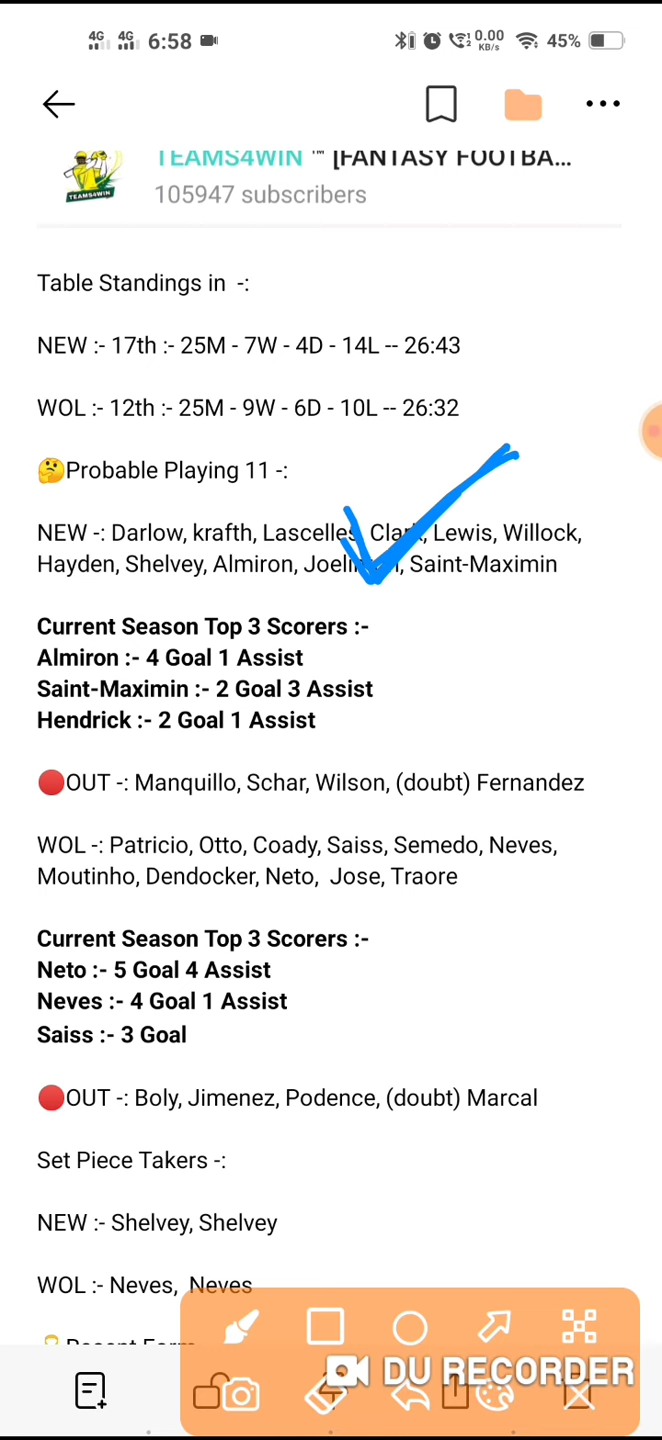 4G 4G 6:58 0.00 KB/s 45%
TEAMS4WIN ™ [FANTASY FOOTBA...
TEAMS4WIN
105947 subscribers
Table Standings in -:
NEW :- 17th :- 25M - 7W - 4D - 14L -- 26:43
WOL :- 12th :- 25M - 9W - 6D - 10L -- 26:32
🤔Probable Playing 11 -:
NEW -: Darlow, krafth, Lascelles, Clark, Lewis, Willock,
Hayden, Shelvey, Almiron, Joelinton, Saint-Maximin
Current Season Top 3 Scorers :-
Almiron :- 4 Goal 1 Assist
Saint-Maximin :- 2 Goal 3 Assist
Hendrick :- 2 Goal 1 Assist
🔴OUT -: Manquillo, Schar, Wilson, (doubt) Fernandez
WOL -: Patricio, Otto, Coady, Saiss, Semedo, Neves,
Moutinho, Dendocker, Neto, Jose, Traore
Current Season Top 3 Scorers :-
Neto :- 5 Goal 4 Assist
Neves :- 4 Goal 1 Assist
Saiss :- 3 Goal
🔴OUT -: Boly, Jimenez, Podence, (doubt) Marcal
Set Piece Takers -:
NEW :- Shelvey, Shelvey
WOL :- Neves, Neves
Recent Form
DU RECORDER